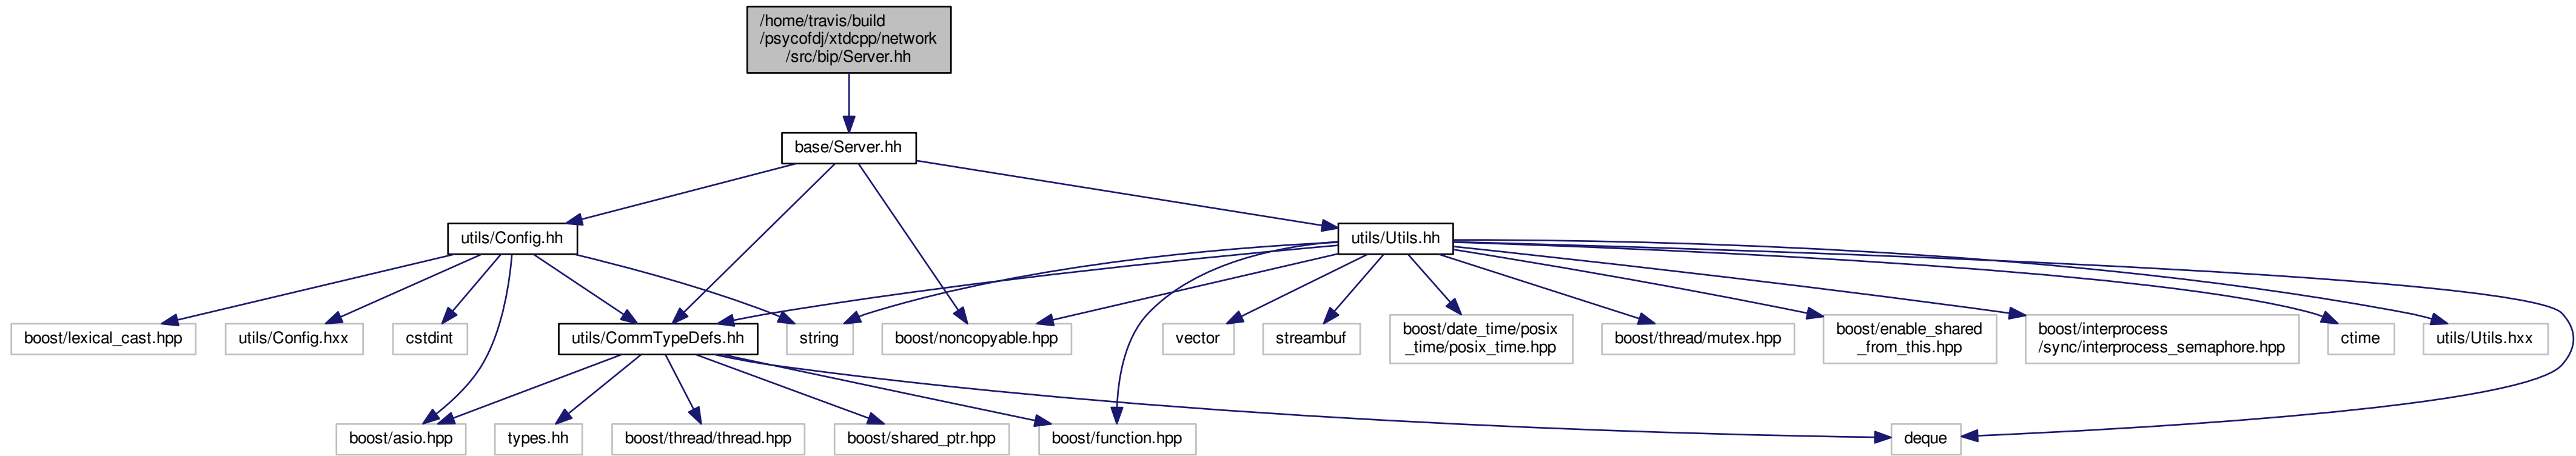 /home/travis/build
/psycofdj/xtdcpp/network
/src/bip/Server.hh
base/Server.hh
utils/Config.hh
utils/Utils.hh
boost/lexical_cast.hpp
utils/Config.hxx
cstdint
utils/CommTypeDefs.hh
string
boost/noncopyable.hpp
vector
streambuf
boost/date_time/posix
_time/posix_time.hpp
boost/thread/mutex.hpp
boost/enable_shared
_from_this.hpp
boost/interprocess
/sync/interprocess_semaphore.hpp
ctime
utils/Utils.hxx
boost/asio.hpp
types.hh
boost/thread/thread.hpp
boost/shared_ptr.hpp
boost/function.hpp
deque